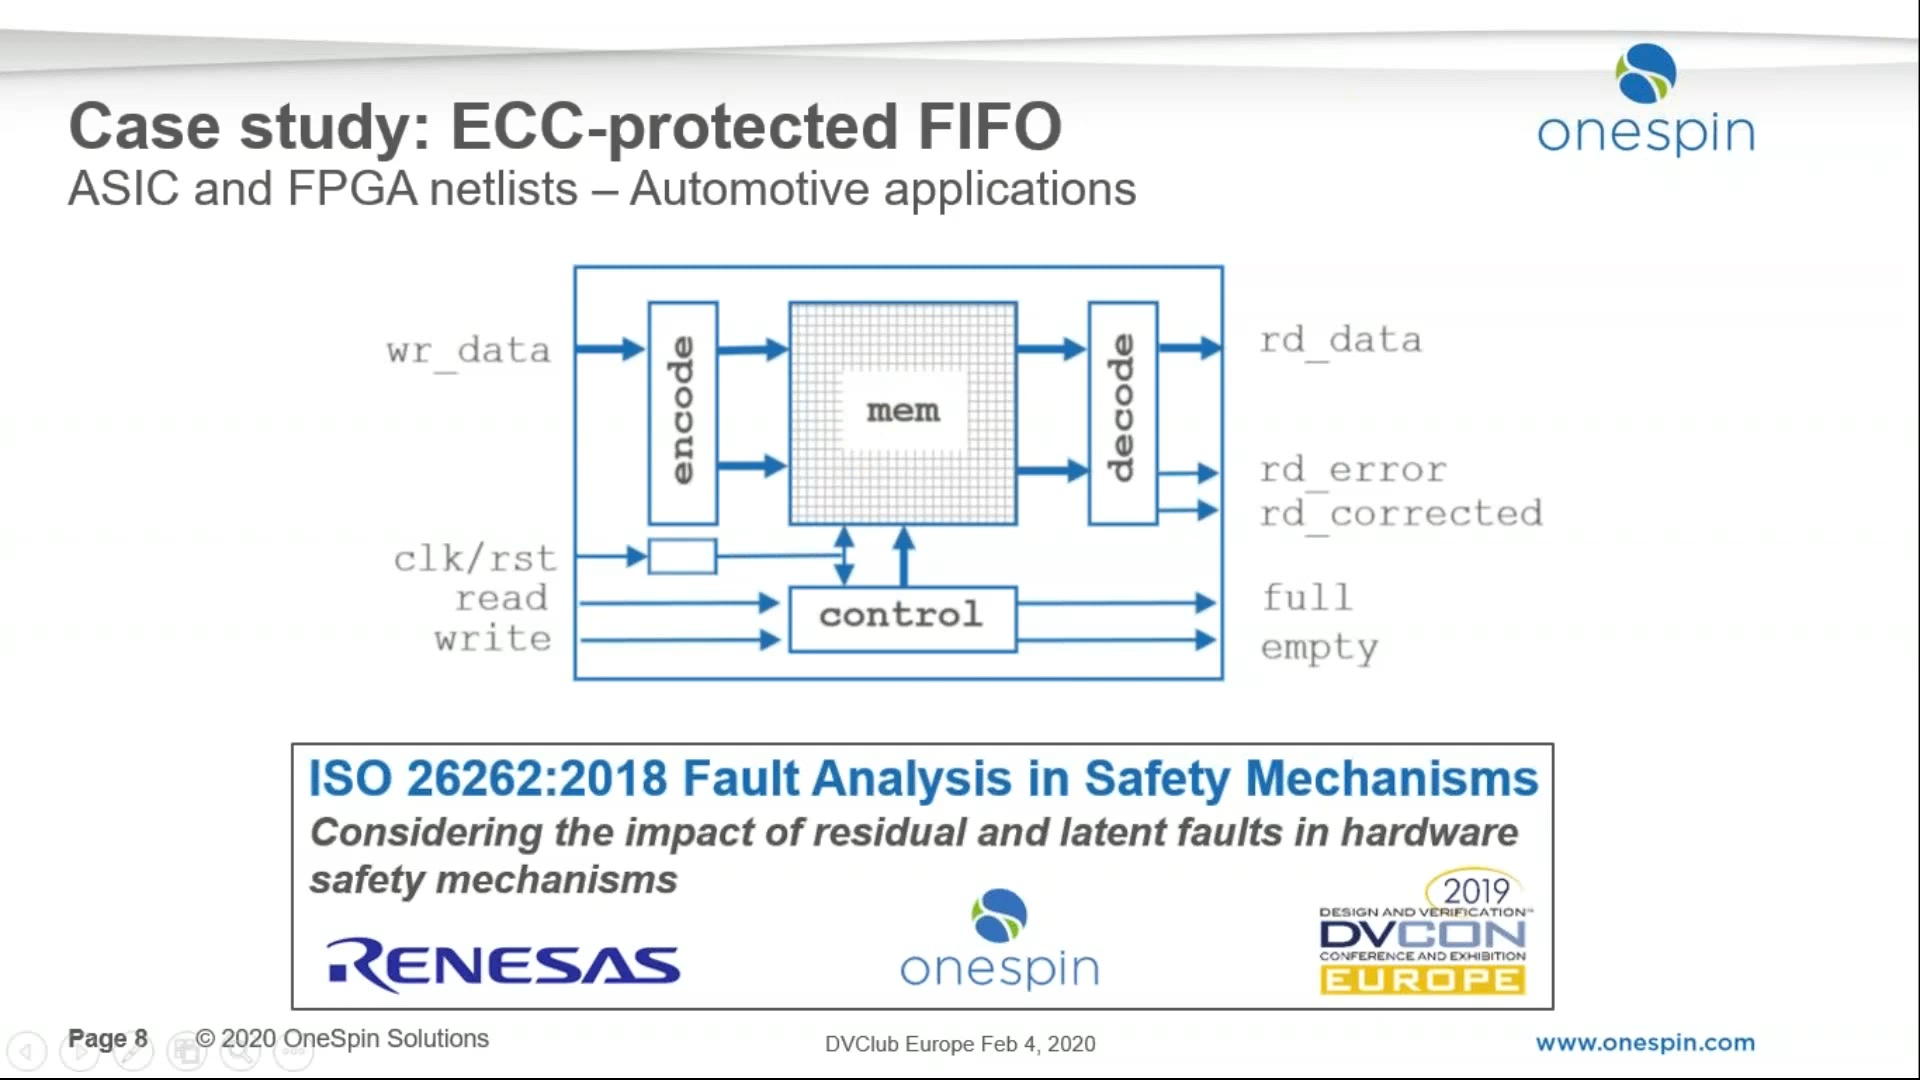 onespin
Case study: ECC-protected FIFO
ASIC and FPGA netlists – Automotive applications
wr_data
encode
mem
decode
rd_data
rd_error
rd_corrected
clk/rst
read
write
control
full
empty
ISO 26262:2018 Fault Analysis in Safety Mechanisms
Considering the impact of residual and latent faults in hardware
safety mechanisms
RENESAS
onespin
2019
DESIGN AND VERIFICATION™
DVCON
CONFERENCE AND EXHIBITION
EUROPE
Page 8
© 2020 OneSpin Solutions
DVClub Europe Feb 4, 2020
www.onespin.com